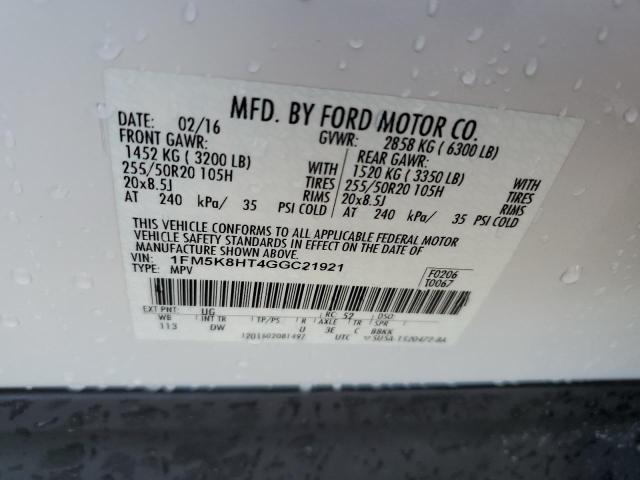 MFD. BY FORD MOTOR CO.
DATE: 02/16 GVWR: 2858 KG ( 6300 LB)
FRONT GAWR: REAR GAWR:
1452 KG ( 3200 LB) WITH 1520 KG ( 3350 LB) WITH
255/50R20 105H TIRES 255/50R20 105H TIRES
20x8.5J RIMS 20x8.5J RIMS
AT 240 kPa/ 35 PSI COLD AT 240 kPa/ 35 PSI COLD
THIS VEHICLE CONFORMS TO ALL APPLICABLE FEDERAL MOTOR
VEHICLE SAFETY STANDARDS IN EFFECT ON THE DATE OF
MANUFACTURE SHOWN ABOVE.
VIN: 1FM5K8HT4GGC21921 F0206
TYPE: MPV T0067
EXT PNT: UG RC: 52 DSO:
WB INT TR TP/PS R AXLE TR SPR
113 DW U 3E C BBKK
UTC